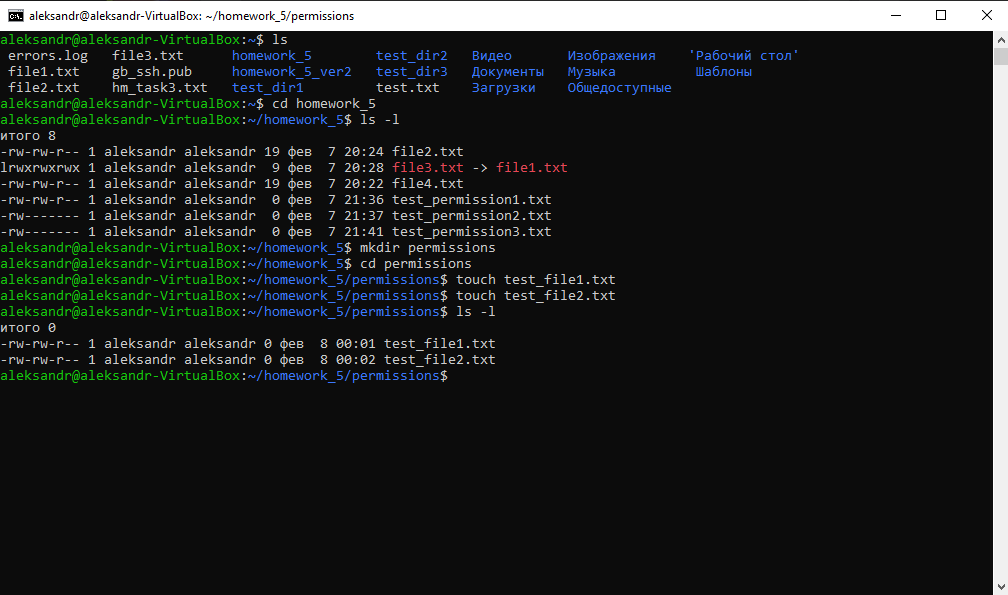 aleksandr@aleksandr-VirtualBox: ~/homework_5/permissions
aleksandr@aleksandr-VirtualBox:~$ ls
errors.log   file3.txt      homework_5        test_dir2   Видео       Изображения    'Рабочий стол'
file1.txt    gb_ssh.pub     homework_5_ver2   test_dir3   Документы   Музыка          Шаблоны
file2.txt    hm_task3.txt   test_dir1         test.txt    Загрузки    Общедоступные
aleksandr@aleksandr-VirtualBox:~$ cd homework_5
aleksandr@aleksandr-VirtualBox:~/homework_5$ ls -l
итого 8
-rw-rw-r-- 1 aleksandr aleksandr 19 фев  7 20:24 file2.txt
lrwxrwxrwx 1 aleksandr aleksandr  9 фев  7 20:28 file3.txt -> file1.txt
-rw-rw-r-- 1 aleksandr aleksandr 19 фев  7 20:22 file4.txt
-rw-rw-r-- 1 aleksandr aleksandr  0 фев  7 21:36 test_permission1.txt
-rw------- 1 aleksandr aleksandr  0 фев  7 21:37 test_permission2.txt
-rw------- 1 aleksandr aleksandr  0 фев  7 21:41 test_permission3.txt
aleksandr@aleksandr-VirtualBox:~/homework_5$ mkdir permissions
aleksandr@aleksandr-VirtualBox:~/homework_5$ cd permissions
aleksandr@aleksandr-VirtualBox:~/homework_5/permissions$ touch test_file1.txt
aleksandr@aleksandr-VirtualBox:~/homework_5/permissions$ touch test_file2.txt
aleksandr@aleksandr-VirtualBox:~/homework_5/permissions$ ls -l
итого 0
-rw-rw-r-- 1 aleksandr aleksandr 0 фев  8 00:01 test_file1.txt
-rw-rw-r-- 1 aleksandr aleksandr 0 фев  8 00:02 test_file2.txt
aleksandr@aleksandr-VirtualBox:~/homework_5/permissions$